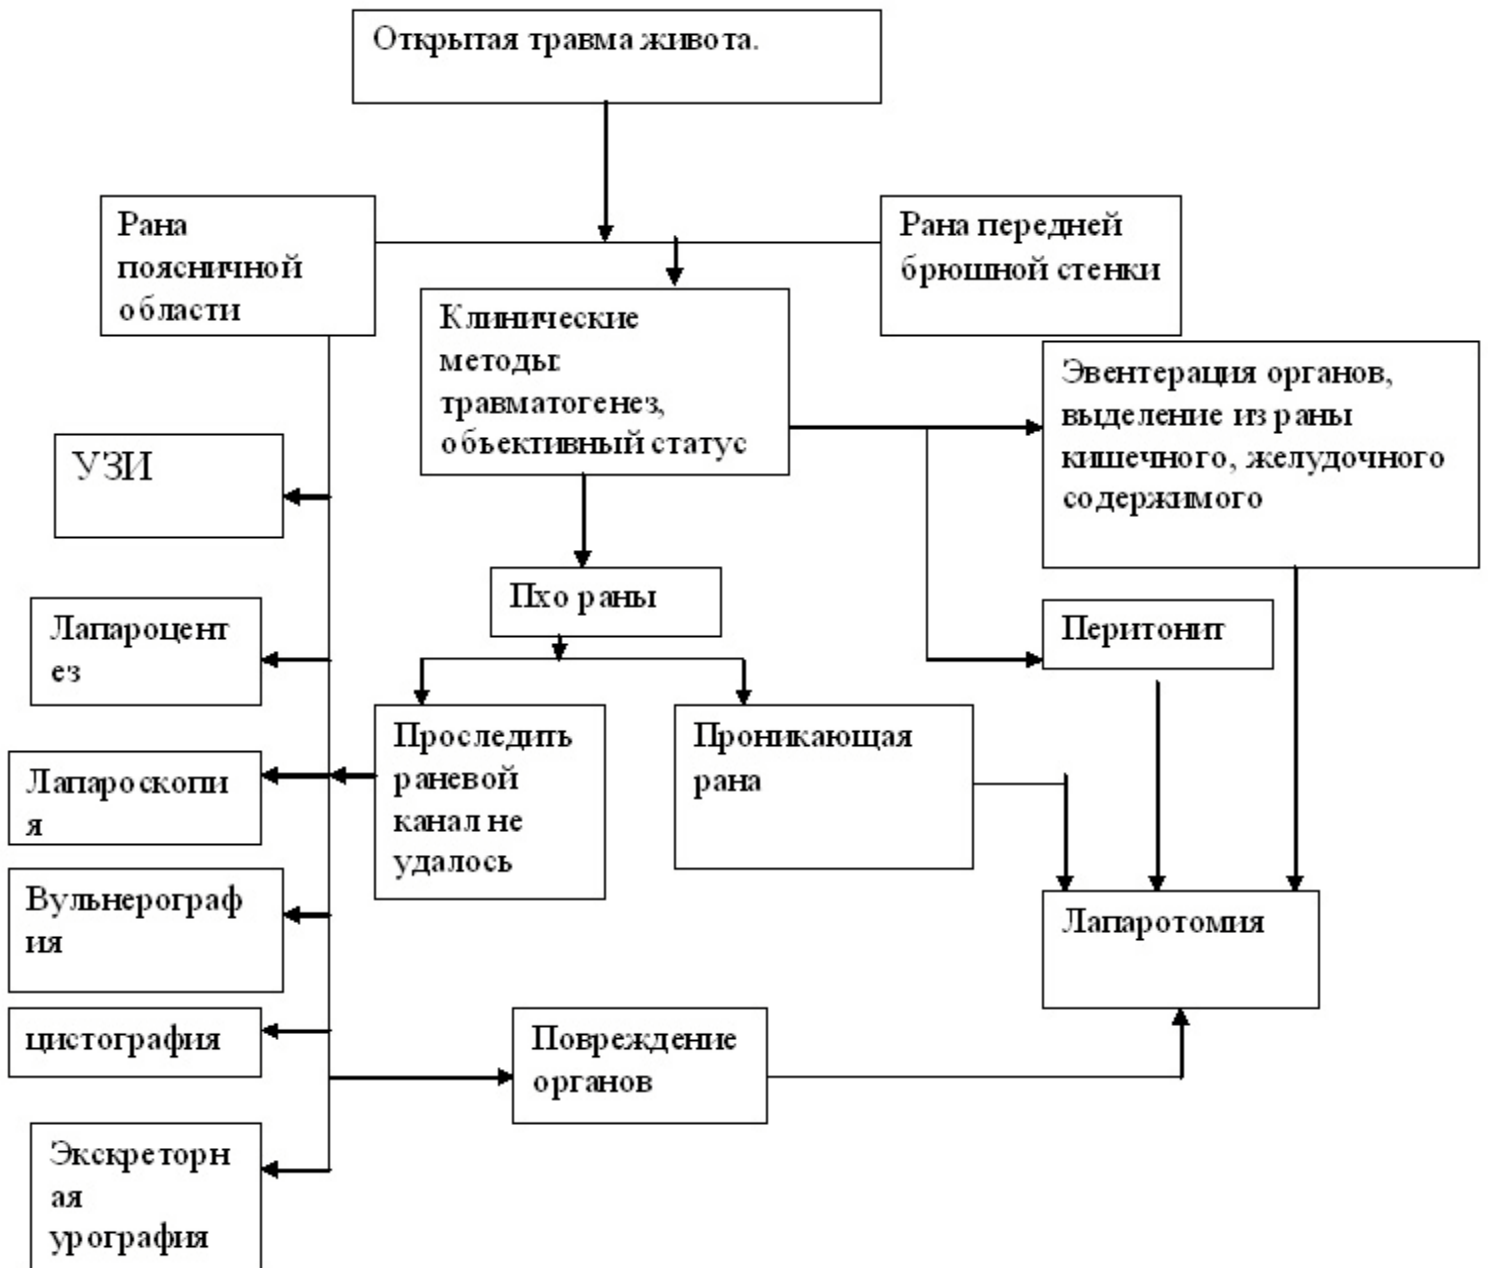 Открытая травма живота.
Рана
поясничной
области
Рана передней
брюшной стенки
Клинические
методы:
травматогенез,
объективный статус
Эвентерация органов,
выделение из раны
кишечного, желудочного
содержимого
УЗИ
Пхо раны
Лапароцент
ез
Перитонит
Проследить
раневой
канал не
удалось
Проникающая
рана
Лапароскопи
я
Вульнерограф
ия
Лапаротомия
цистография
Повреждение
органов
Экскреторн
ая
урография